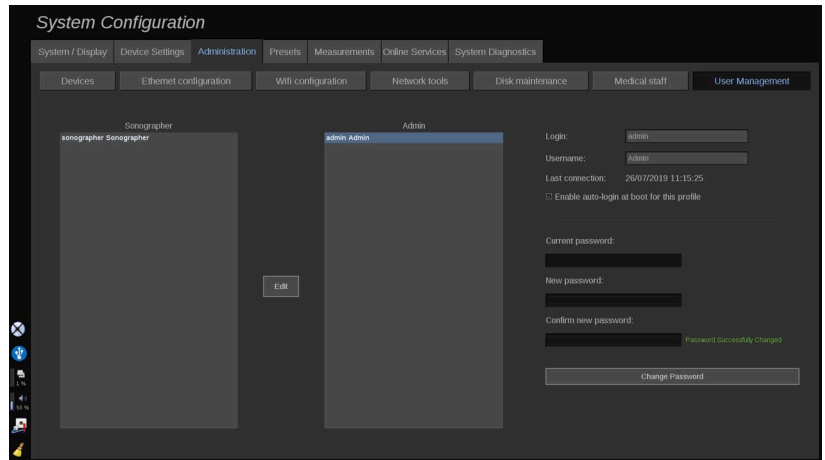 System Configuration
System / Display Device Settings Administration Presets Measurements Online Services System Diagnostics
Devices Ethernet configuration Wifi configuration Network tools Disk maintenance Medical staff User Management
Sonographer
sonographer Sonographer
Admin
admin Admin
Edit
Login: admin
Username: Admin
Last connection: 26/07/2019 11:15:25
Enable auto-login at boot for this profile
Current password:
New password:
Confirm new password:
Password Successfully Changed
Change Password
1 %
50 %